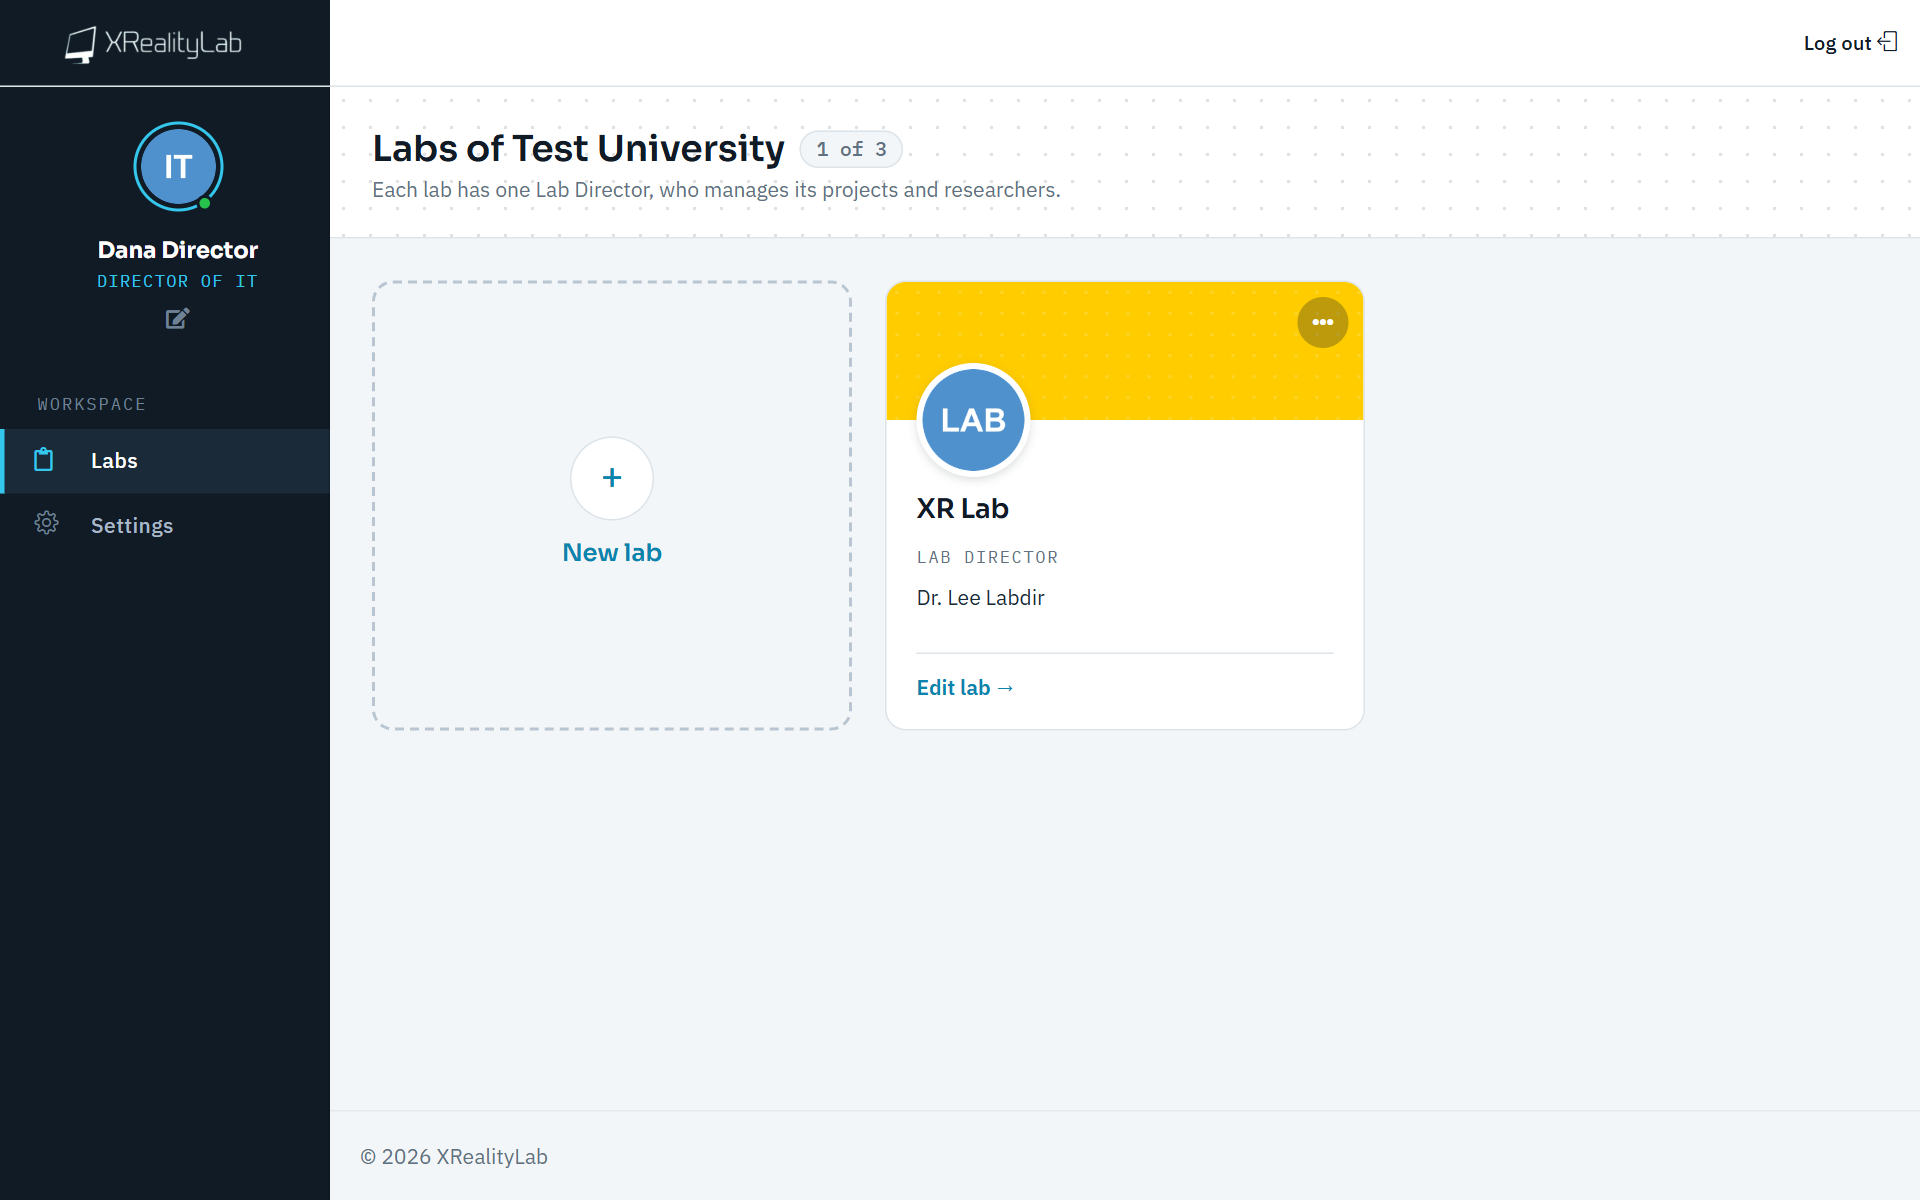 XRealityLab
Log out
IT
Dana Director
DIRECTOR OF IT
WORKSPACE
Labs
Settings
Labs of Test University
1 of 3
Each lab has one Lab Director, who manages its projects and researchers.
+
New lab
LAB
XR Lab
LAB DIRECTOR
Dr. Lee Labdir
Edit lab →
© 2026 XRealityLab